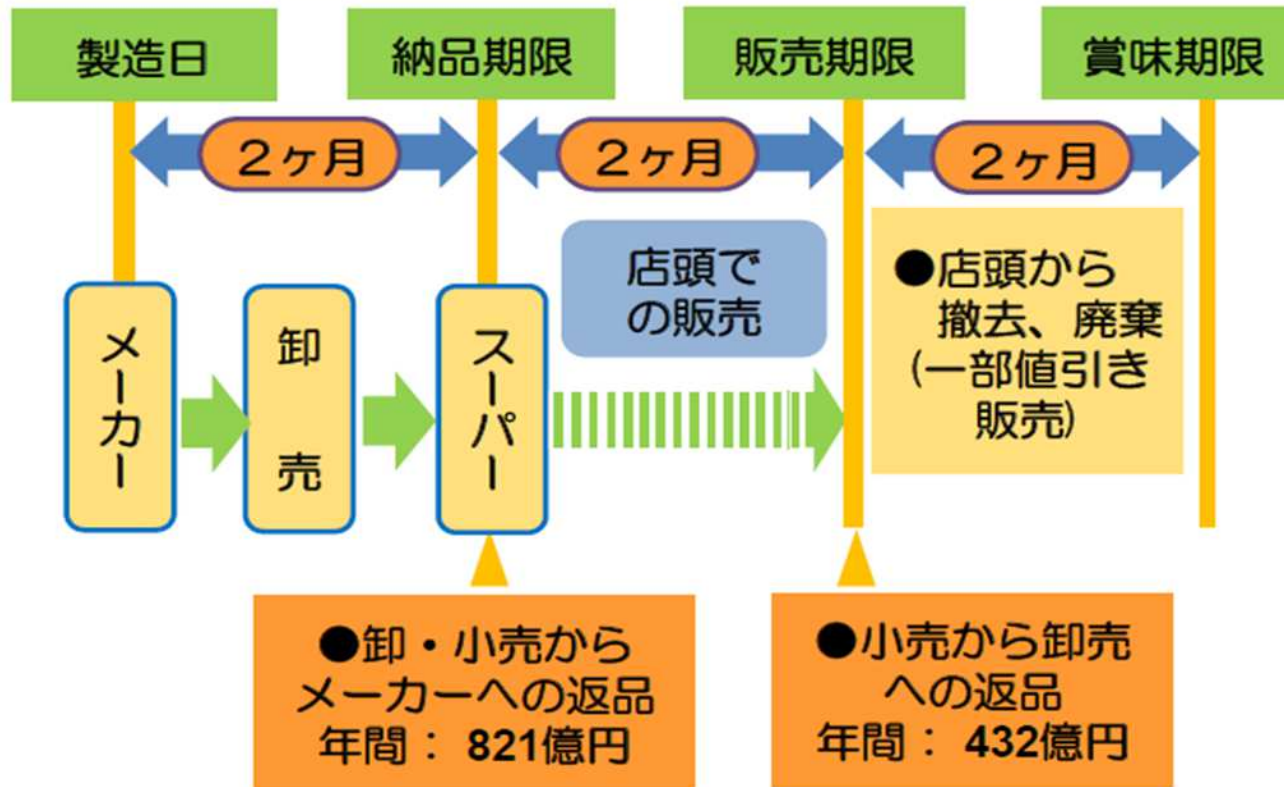 製造日
納品期限
販売期限
賞味期限
２ヶ月
２ヶ月
２ヶ月
メーカー
卸売
スーパー
店頭で
の販売
●店頭から
撤去、廃棄
(一部値引き
販売)
●卸・小売から
メーカーへの返品
年間： 821億円
●小売から卸売
への返品
年間： 432億円